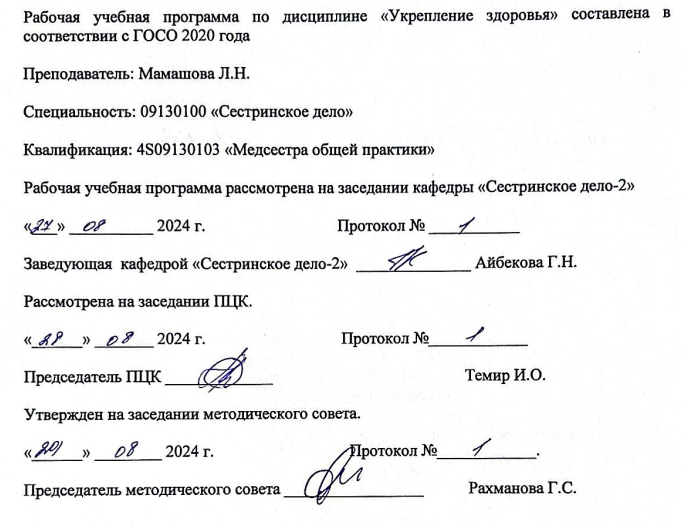 Рабочая учебная программа по дисциплине «Укрепление здоровья» составлена в
соответствии с ГОСО 2020 года
Преподаватель: Мамашова Л.Н.
Специальность: 09130100 «Сестринское дело»
Квалификация: 4S09130103 «Медсестра общей практики»
Рабочая учебная программа рассмотрена на заседании кафедры «Сестринское дело-2»
«27» 08 2024 г. Протокол № 1
Заведующая кафедрой «Сестринское дело-2» Айбекова Г.Н.
Рассмотрена на заседании ПЦК.
«28» 08 2024 г. Протокол № 1
Председатель ПЦК Темир И.О.
Утвержден на заседании методического совета.
« » 08 2024 г. Протокол № 1.
Председатель методического совета Рахманова Г.С.